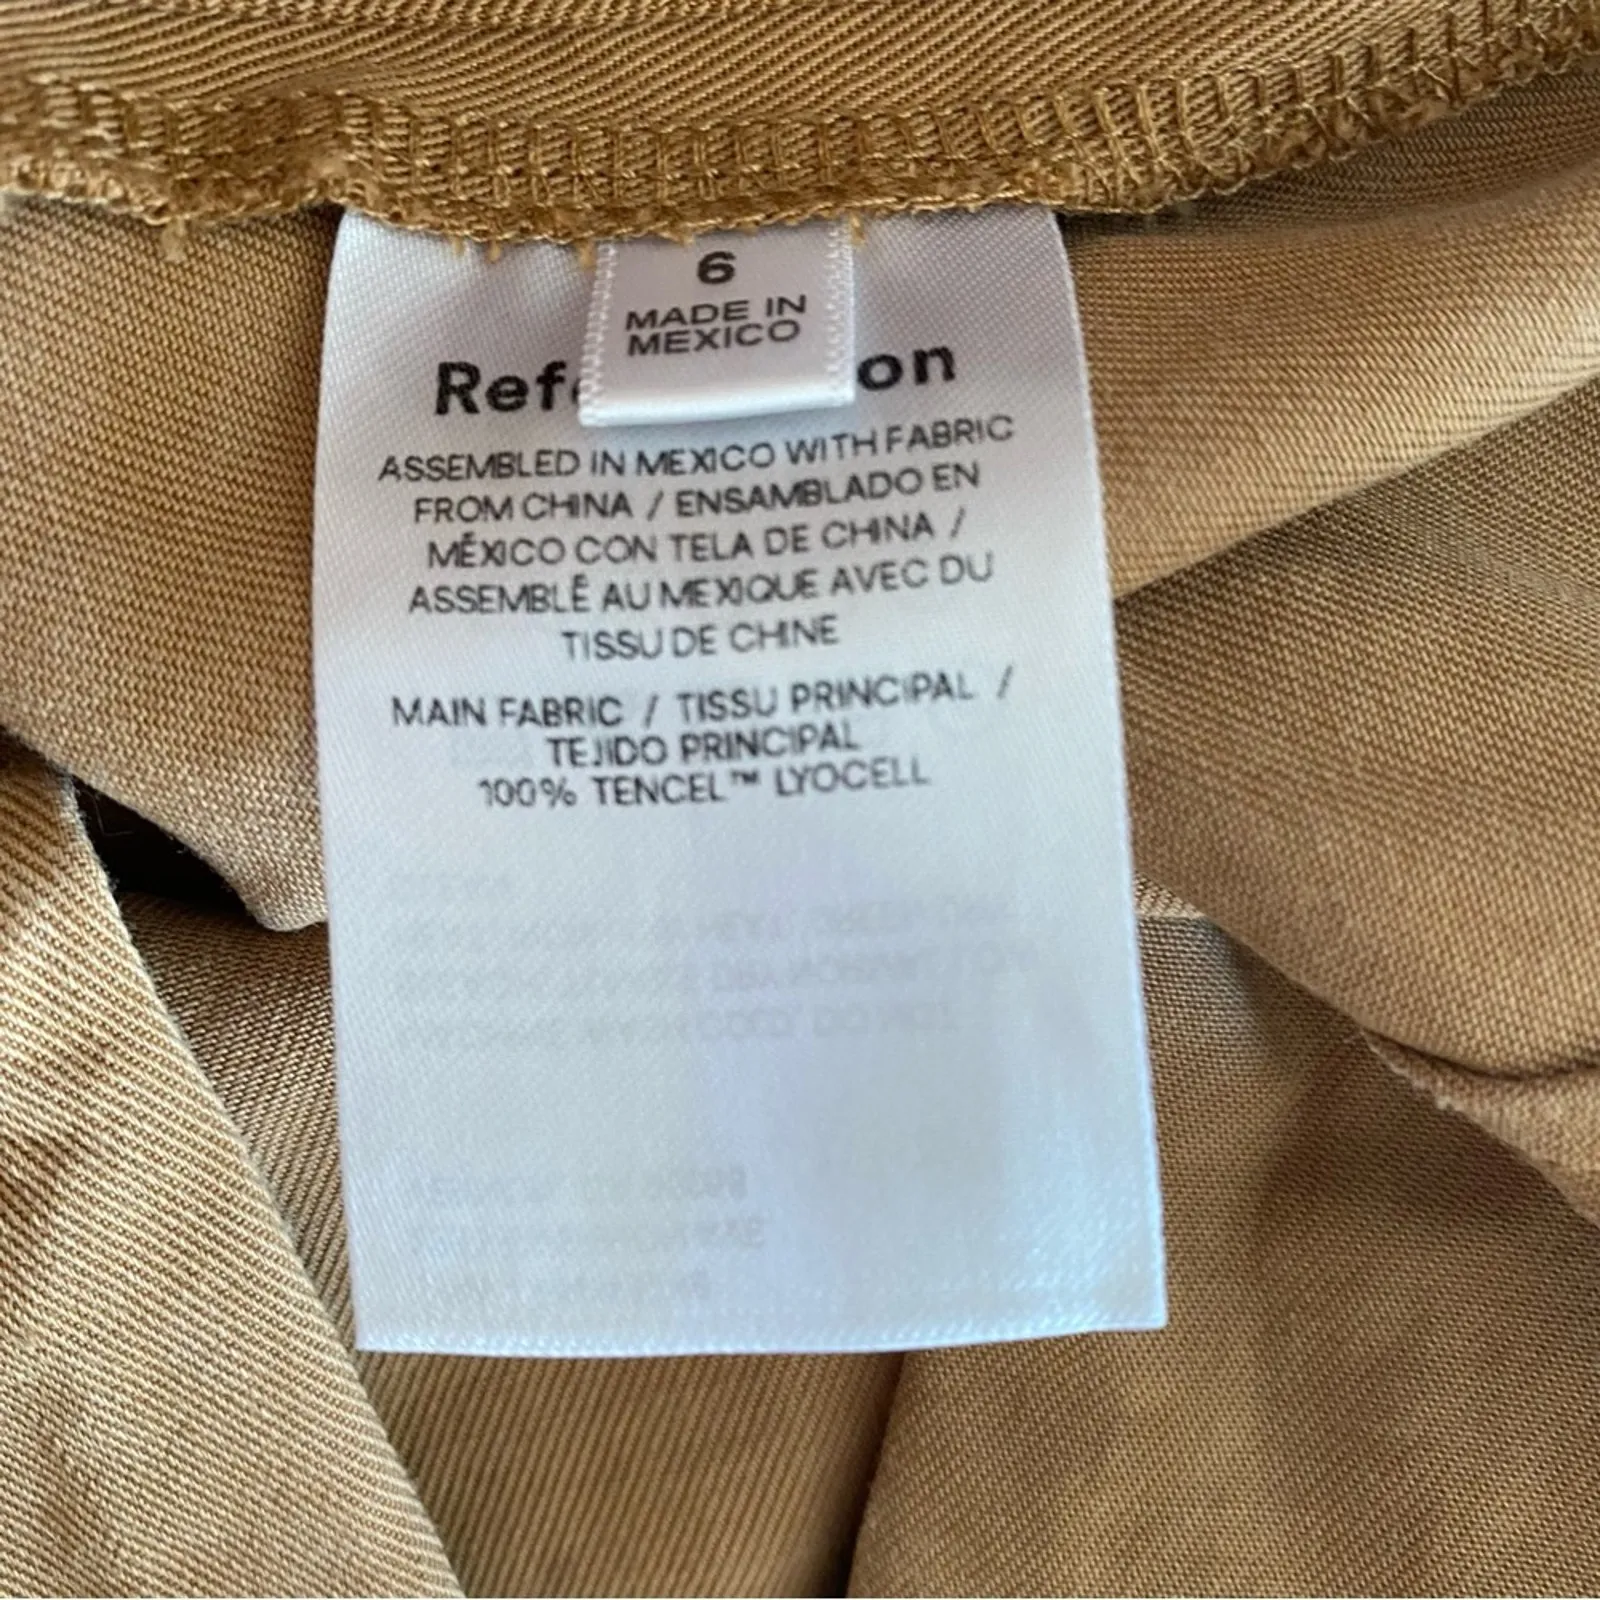 6
MADE IN
MEXICO
Ref on
ASSEMBLED IN MEXICO WITH FABRIC
FROM CHINA / ENSAMBLADO EN
MÉXICO CON TELA DE CHINA /
ASSEMBLÉ AU MEXIQUE AVEC DU
TISSU DE CHINE
MAIN FABRIC / TISSU PRINCIPAL /
TEJIDO PRINCIPAL
100% TENCEL™ LYOCELL